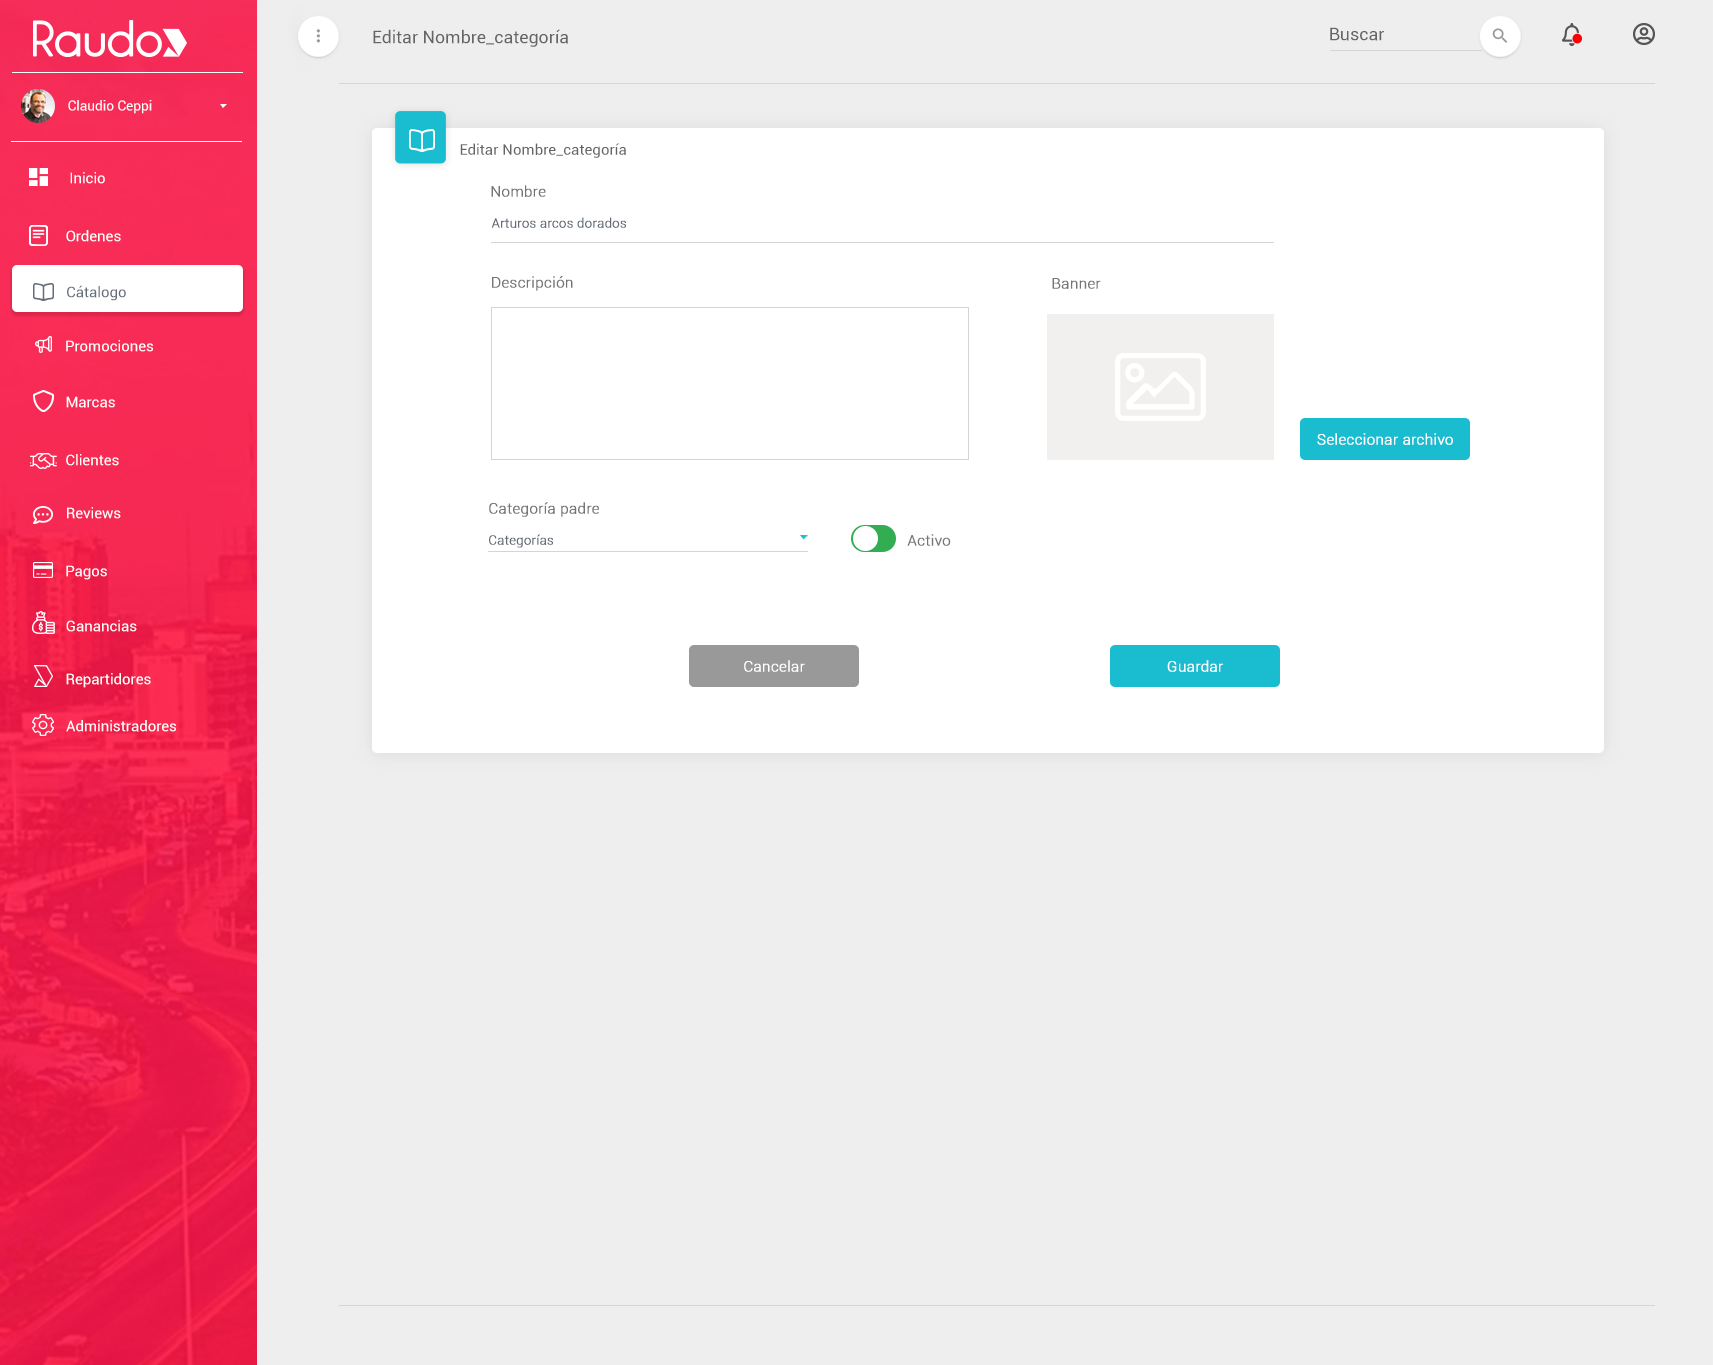 Raudo
Claudio Ceppi
Inicio
Ordenes
Cátalogo
Promociones
Marcas
Clientes
Reviews
Pagos
Ganancias
Repartidores
Administradores
Editar Nombre_categoría
Buscar
Editar Nombre_categoría
Nombre
Arturos arcos dorados
Descripción
Banner
Seleccionar archivo
Categoría padre
Categorías
Activo
Cancelar
Guardar